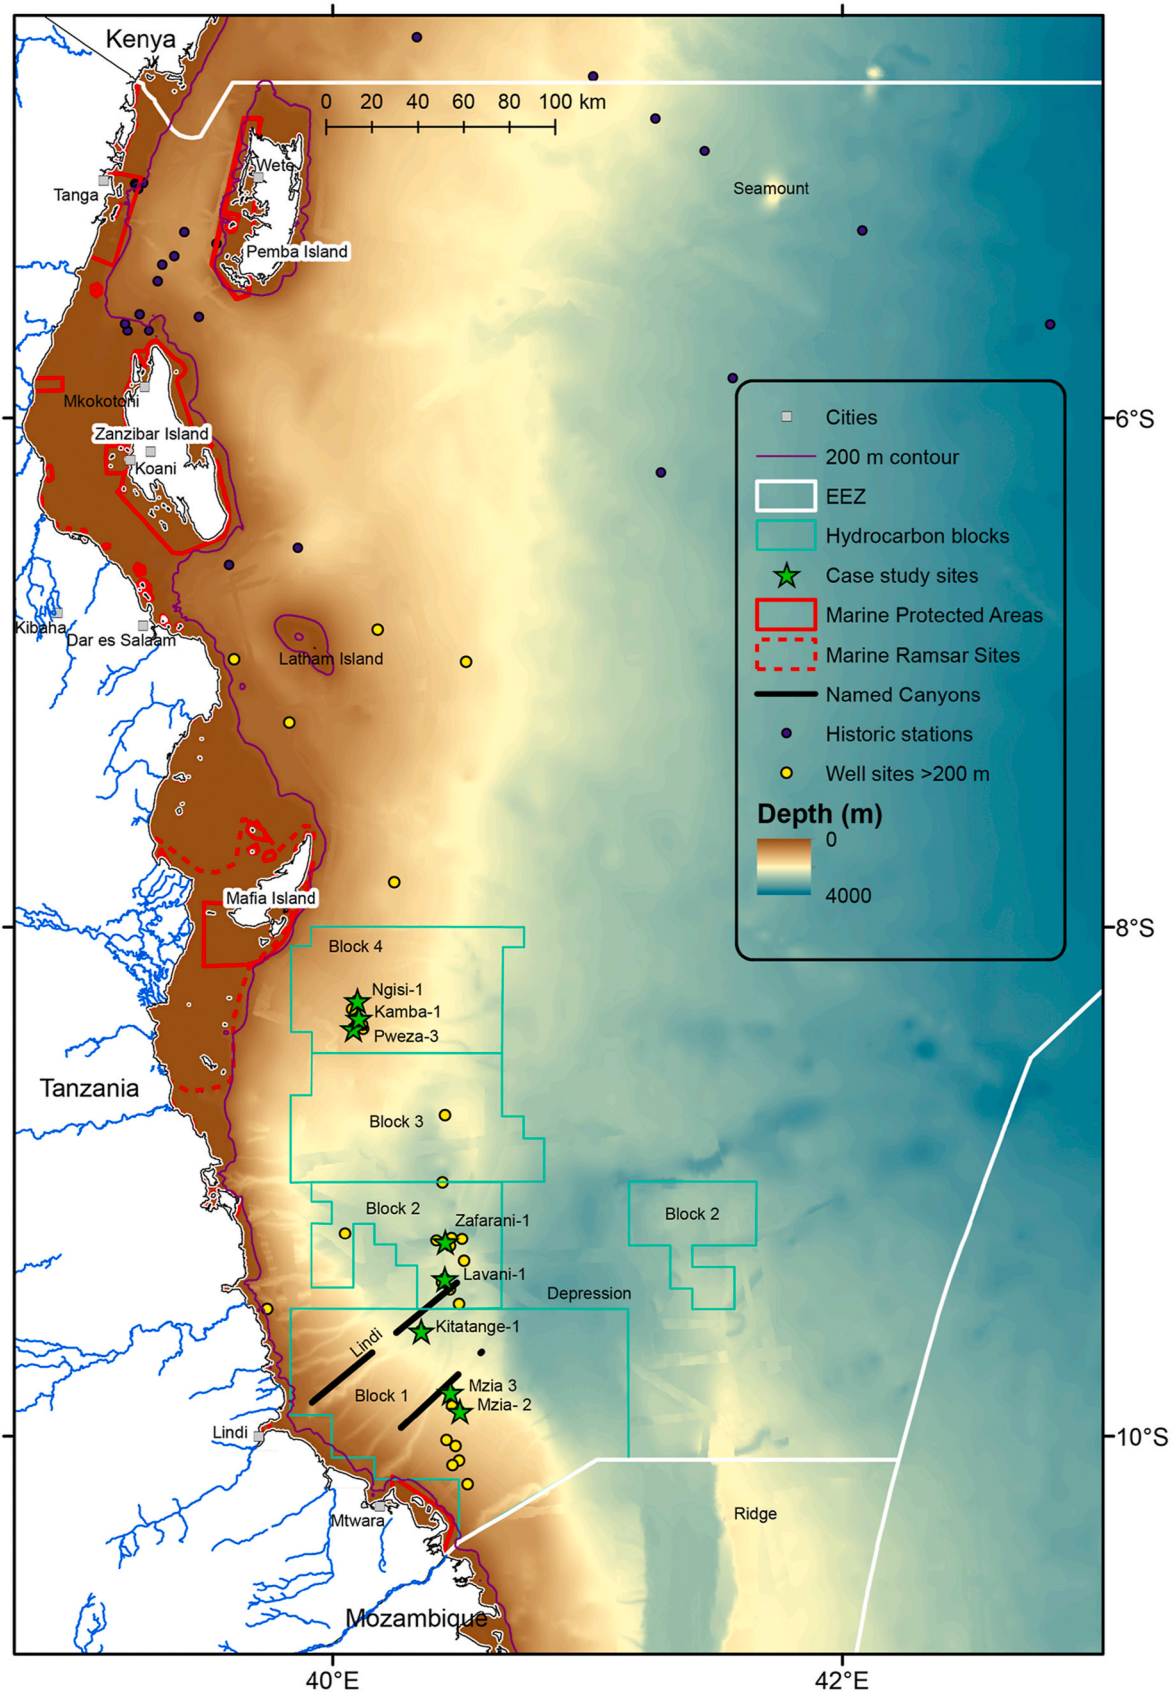 Kenya
0 20 40 60 80 100 km
Wete
Tanga
Seamount
Pemba Island
Mkokotoni
Zanzibar Island
Koani
6°S
Cities
200 m contour
EEZ
Hydrocarbon blocks
Case study sites
Marine Protected Areas
Marine Ramsar Sites
Named Canyons
Historic stations
Well sites >200 m
Depth (m)
0
4000
Kibaha
Dar es Salaam
Latham Island
Mafia Island
8°S
Block 4
Ngisi-1
Kamba-1
Pweza-3
Tanzania
Block 3
Block 2
Zafarani-1
Block 2
Lavani-1
Depression
Kitatange-1
Lindi
Block 1
Mzia 3
Mzia- 2
Lindi
10°S
Mtwara
Ridge
Mozambique
40°E
42°E